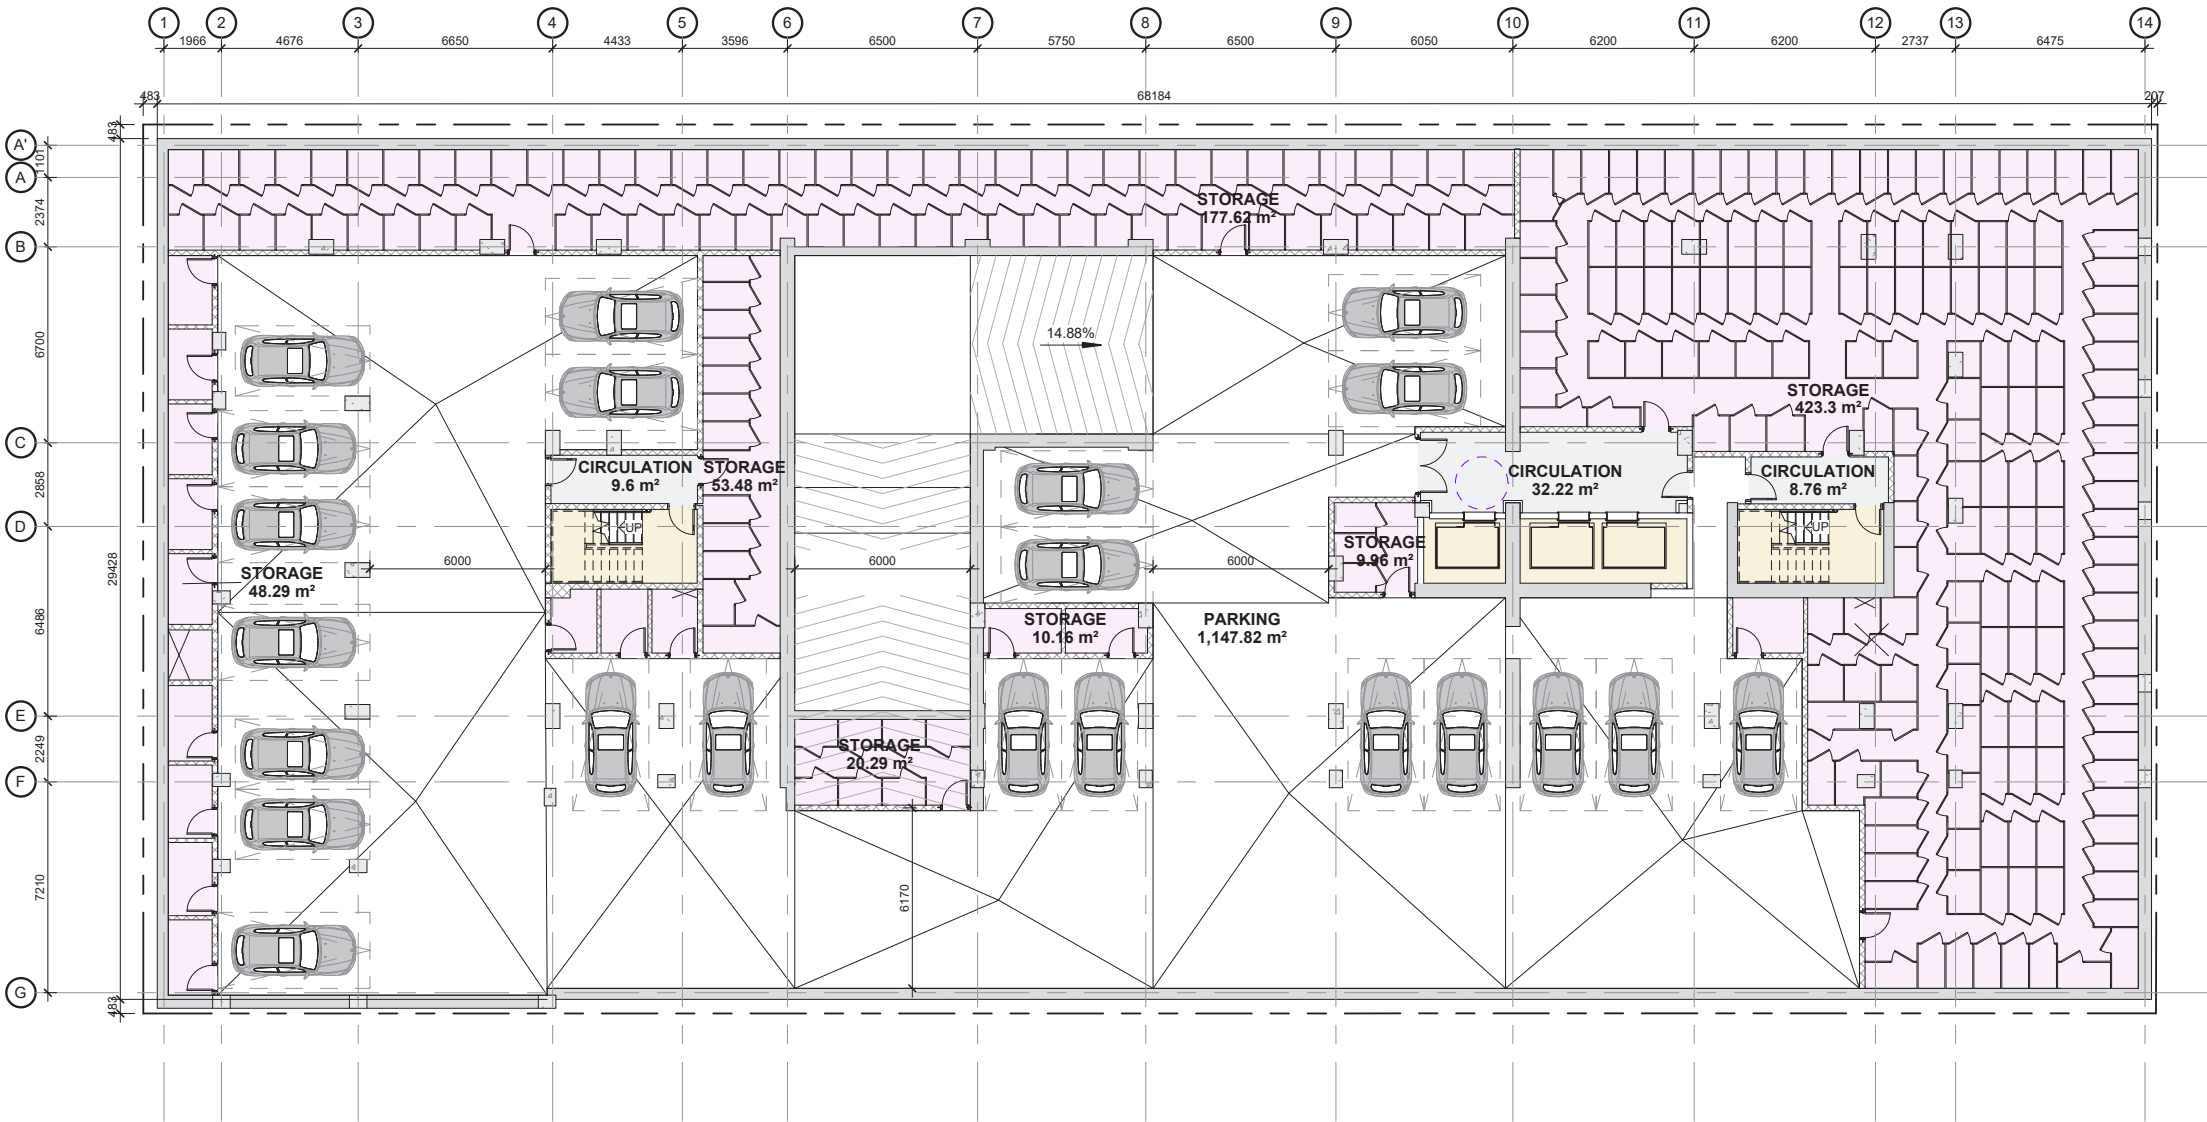 1 2 3 4 5 6 7 8 9 10 11 12 13 14
1966 4676 6650 4433 3596 6500 5750 6500 6050 6200 6200 2737 6475
483 68184 207
483
A'
1101
A
2374
B
6700
C
2858
D
29428
6486
E
2249
F
7210
G
483
STORAGE
177.62 m²
14.88%
STORAGE
423.3 m²
CIRCULATION
9.6 m²
STORAGE
53.48 m²
CIRCULATION
32.22 m²
CIRCULATION
8.76 m²
UP
UP
STORAGE
9.96 m²
6000
6000
6000
STORAGE
48.29 m²
STORAGE
10.16 m²
PARKING
1,147.82 m²
STORAGE
20.29 m²
6170